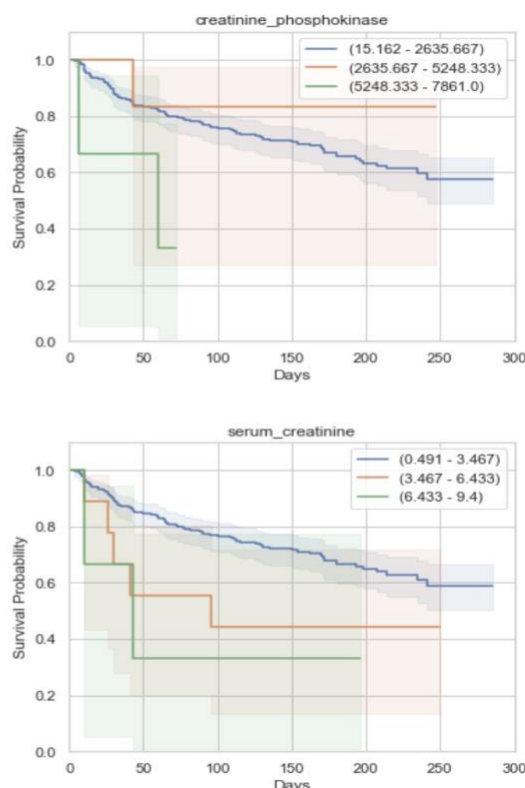 creatinine_phosphokinase
(15.162 - 2635.667)
(2635.667 - 5248.333)
(5248.333 - 7861.0)
1.0
0.8
0.6
0.4
0.2
0.0
Survival Probability
0 50 100 150 200 250 300
Days
serum_creatinine
(0.491 - 3.467)
(3.467 - 6.433)
(6.433 - 9.4)
1.0
0.8
0.6
0.4
0.2
0.0
Survival Probability
0 50 100 150 200 250 300
Days